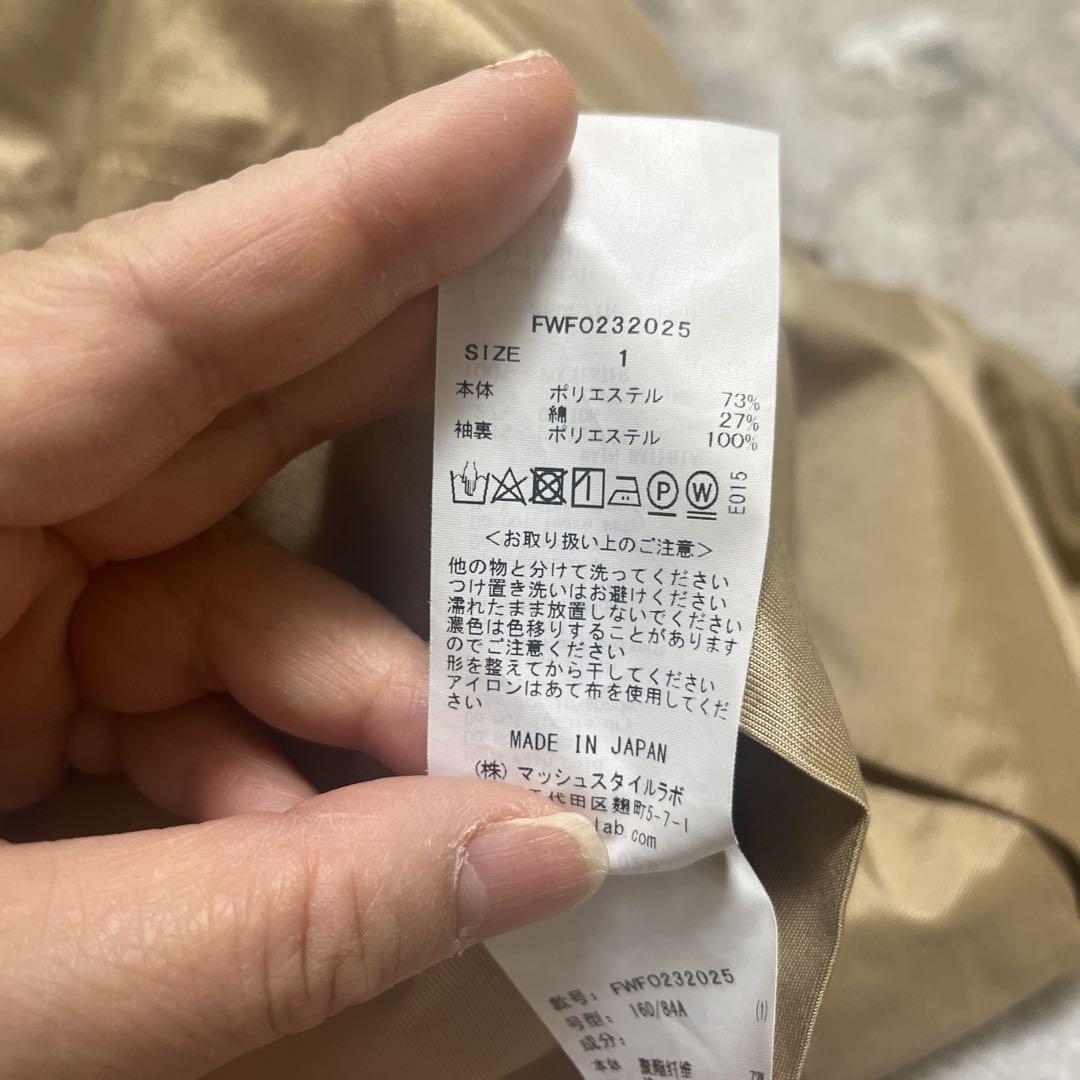 FWFO232025
SIZE 1
本体 ポリエステル 73%
綿 27%
袖裏 ポリエステル 100%
P W E015
＜お取り扱い上のご注意＞
他の物と分けて洗ってください
つけ置き洗いはお避けください
濡れたまま放置しないでください
濃色は色移りすることがあります
のでご注意ください
形を整えてから干してください
アイロンはあて布を使用してくだ
さい
MADE IN JAPAN
(株) マッシュスタイルラボ
代田区麹町5-7-1
lab.com
款号: FWFO232025
号型: 160/84A (1)
成分:
本体 聚酯纤维